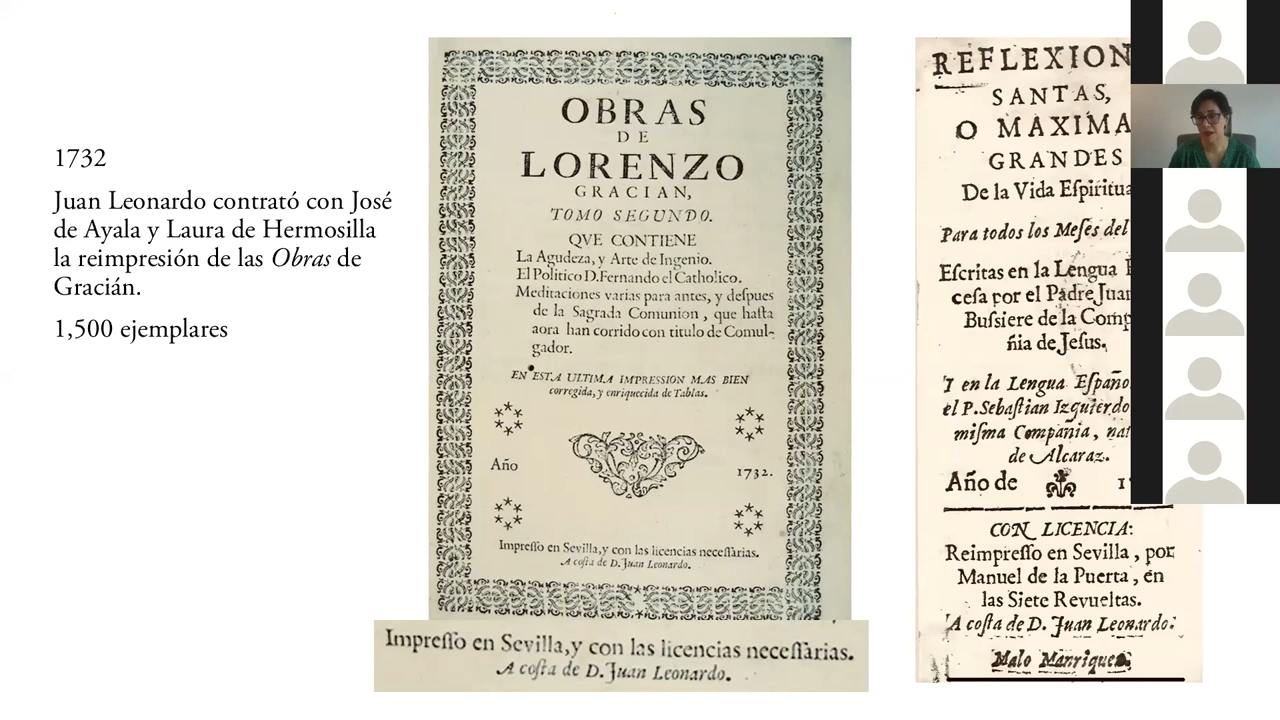 1732
Juan Leonardo contrató con José
de Ayala y Laura de Hermosilla
la reimpresión de las Obras de
Gracián.
1,500 ejemplares
OBRAS
DE
LORENZO
GRACIAN,
TOMO SEGUNDO.
QVE CONTIENE
La Agudeza, y Arte de Ingenio.
El Politico D.Fernando el Catholico.
Meditaciones varias para antes, y deſpues
de la Sagrada Comunion, que haſta
aora han corrido con titulo de Comul-
gador.
EN ESTA ULTIMA IMPRESSION MAS BIEN
corregida, y enriquecida de Tablas.
Año 1732.
Impreſſo en Sevilla,y con las licencias neceſſarias.
A coſta de D. Juan Leonardo.
Impreſſo en Sevilla,y con las licencias neceſſarias.
A coſta de D. Juan Leonardo.
REFLEXION
SANTAS,
O MAXIMA
GRANDES
De la Vida Eſpiritua
Para todos los Meſes del
Eſcritas en la Lengua
ceſa por el Padre Juan
Buſsiere de la Comp
ñia de Jeſus.
Y en la Lengua Eſpaño
el P. Sebaſtian Izquierdo
miſma Compañia, nat
de Alcaraz.
Año de 1
CON LICENCIA:
Reimpreſſo en Sevilla, por
Manuel de la Puerta, en
las Siete Revueltas.
A coſta de D. Juan Leonardo.
Malo Manrique.